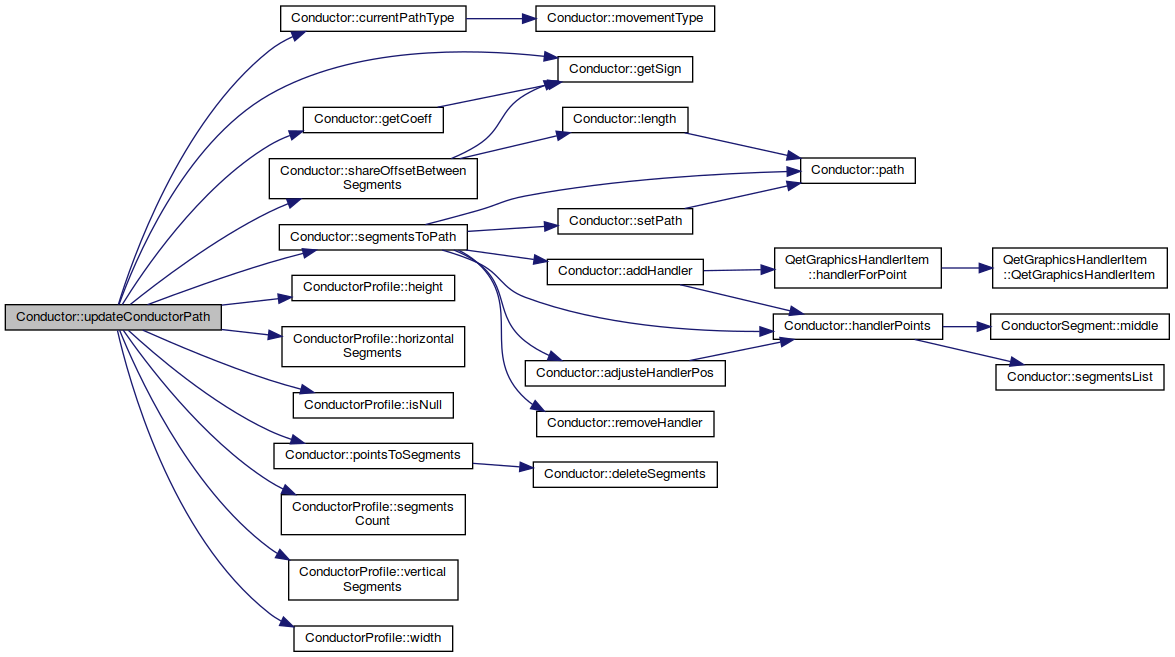 Conductor::updateConductorPath
Conductor::currentPathType
Conductor::getCoeff
Conductor::shareOffsetBetween
Segments
Conductor::segmentsToPath
ConductorProfile::height
ConductorProfile::horizontal
Segments
ConductorProfile::isNull
Conductor::pointsToSegments
ConductorProfile::segments
Count
ConductorProfile::vertical
Segments
ConductorProfile::width
Conductor::movementType
Conductor::getSign
Conductor::length
Conductor::setPath
Conductor::addHandler
Conductor::adjusteHandlerPos
Conductor::removeHandler
Conductor::deleteSegments
Conductor::path
QetGraphicsHandlerItem
::handlerForPoint
Conductor::handlerPoints
QetGraphicsHandlerItem
::QetGraphicsHandlerItem
ConductorSegment::middle
Conductor::segmentsList